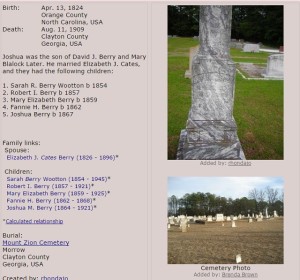 Birth: Apr. 13, 1824
Orange County
North Carolina, USA
Death: Aug. 11, 1909
Clayton County
Georgia, USA
Joshua was the son of David J. Berry and Mary
Blalock Later. He married Elizabeth J. Cates,
and they had the following children:
1. Sarah R. Berry Wootton b 1854
2. Robert I. Berry b 1857
3. Mary Elizabeth Berry b 1859
4. Fannie H. Berry b 1862
5. Joshua Berry b 1867
Family links:
Spouse:
Elizabeth J. Cates Berry (1826 - 1896)*
Children:
Sarah Berry Wootton (1854 - 1945)*
Robert I. Berry (1857 - 1921)*
Mary Elizabeth Berry (1859 - 1925)*
Fannie H. Berry (1862 - 1868)*
Joshua M. Berry (1864 - 1921)*
*Calculated relationship
Burial:
Mount Zion Cemetery
Morrow
Clayton County
Georgia, USA
Created by: rhondajo
Added by: rhondajo
Cemetery Photo
Added by: Brenda Brown